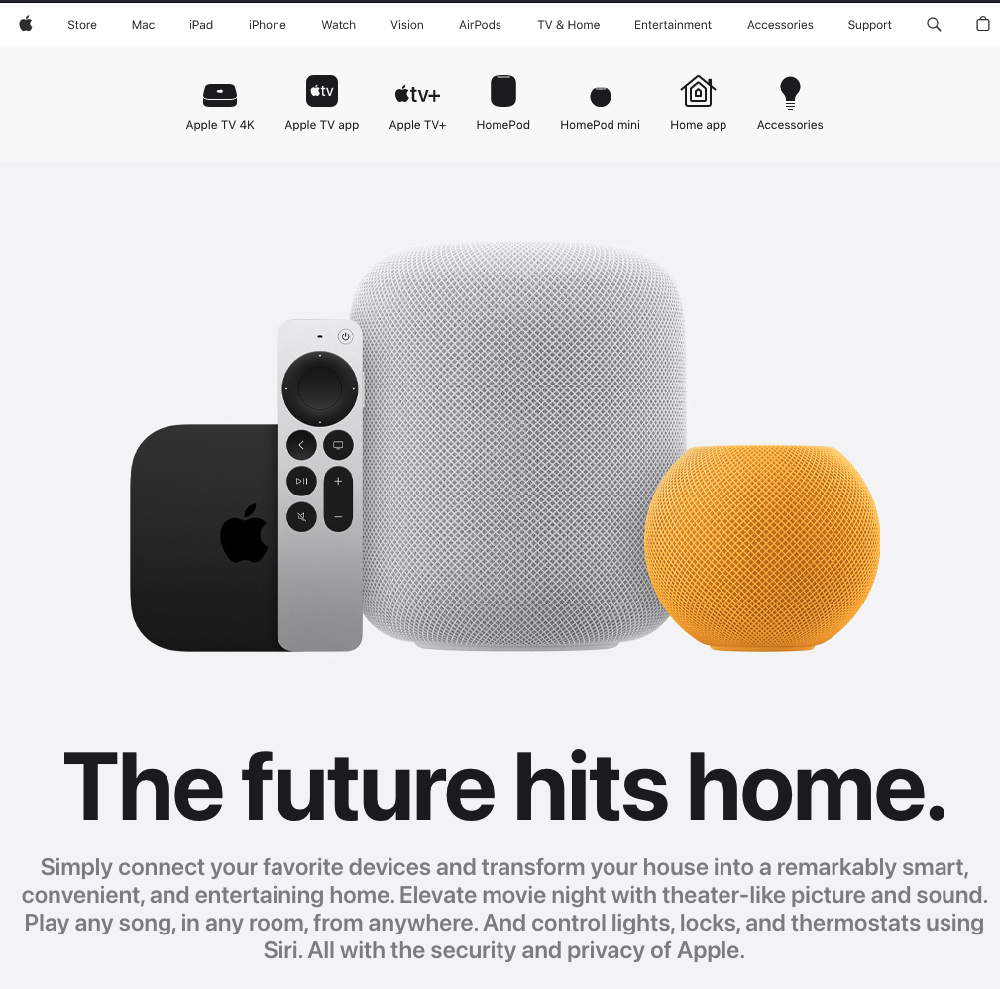 Store Mac iPad iPhone Watch Vision AirPods TV & Home Entertainment Accessories Support
tv tv+
Apple TV 4K Apple TV app Apple TV+ HomePod HomePod mini Home app Accessories
The future hits home.
Simply connect your favorite devices and transform your house into a remarkably smart,
convenient, and entertaining home. Elevate movie night with theater-like picture and sound.
Play any song, in any room, from anywhere. And control lights, locks, and thermostats using
Siri. All with the security and privacy of Apple.